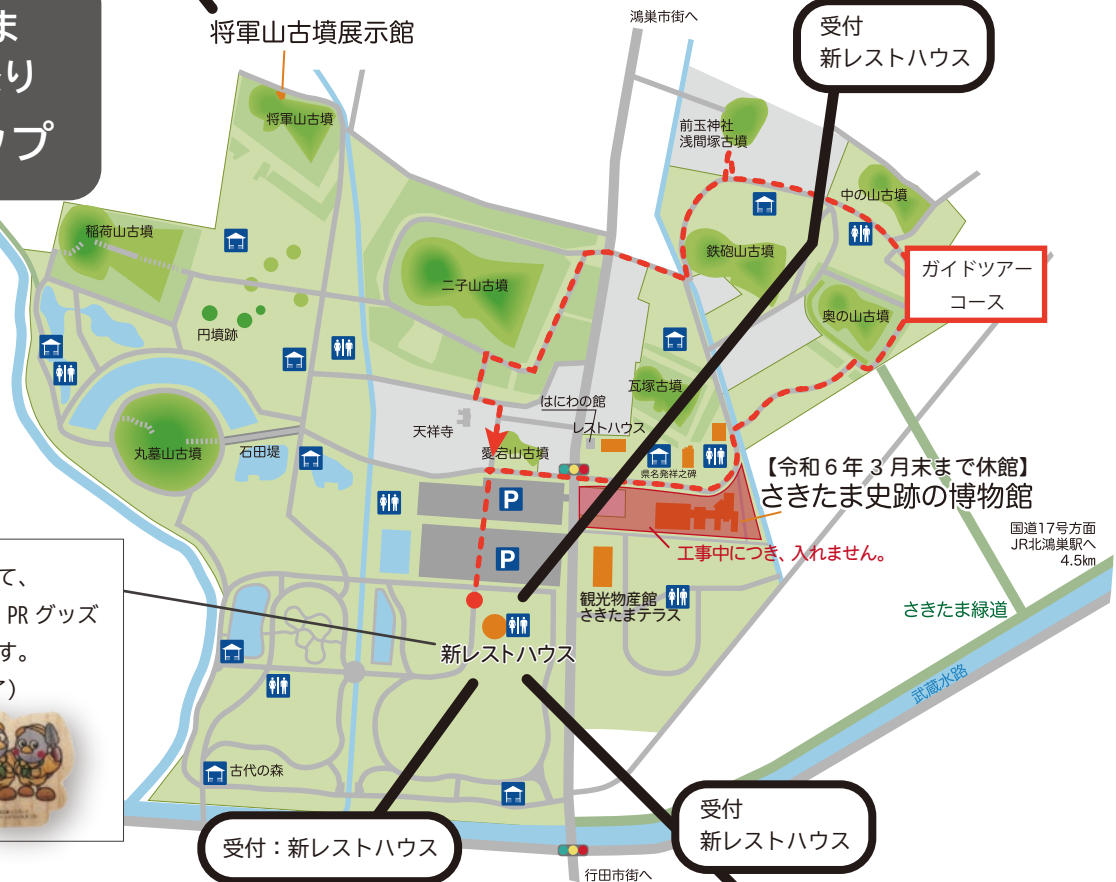 ま
り
ップ
将軍山古墳展示館
鴻巣市街へ
受付
新レストハウス
将軍山古墳
前玉神社
浅間塚古墳
中の山古墳
稲荷山古墳
鉄砲山古墳
ガイドツアー
コース
二子山古墳
奥の山古墳
円墳跡
瓦塚古墳
はにわの館
レストハウス
天祥寺
丸墓山古墳
石田堤
愛宕山古墳
県名発祥之碑
【令和6年3月末まで休館】
さきたま史跡の博物館
P
P
工事中につき、入れません。
国道17号方面
JR北鴻巣駅へ
4.5km
観光物産館
さきたまテラス
さきたま緑道
て、
PR グッズ
す。
了)
新レストハウス
武蔵水路
古代の森
受付：新レストハウス
受付
新レストハウス
行田市街へ